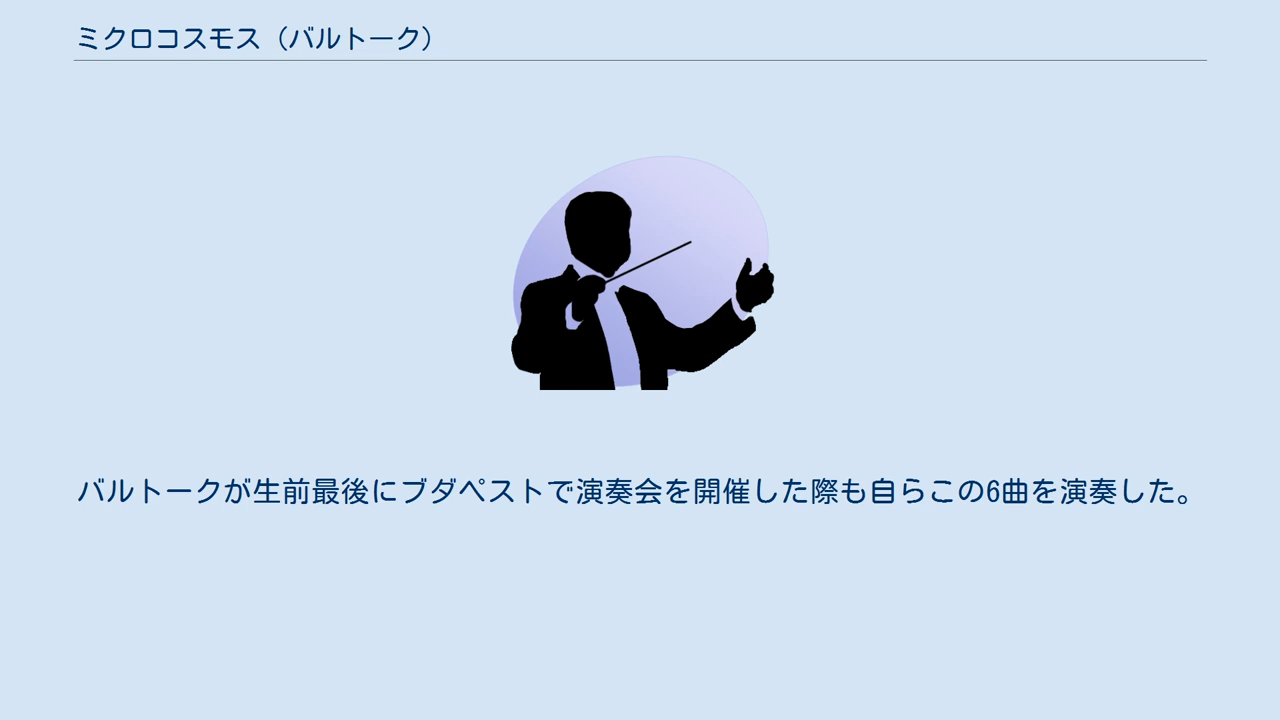 ミクロコスモス（バルトーク）
バルトークが生前最後にブダペストで演奏会を開催した際も自らこの6曲を演奏した。